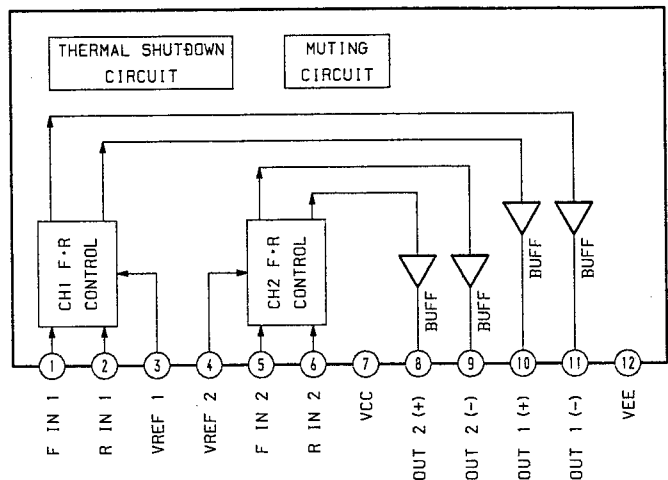 THERMAL SHUTDOWN
CIRCUIT
MUTING
CIRCUIT
CH1 F·R
CONTROL
CH2 F·R
CONTROL
BUFF
BUFF
BUFF
BUFF
1
2
3
4
5
6
7
8
9
10
11
12
F IN 1
R IN 1
VREF 1
VREF 2
F IN 2
R IN 2
VCC
OUT 2 (+)
OUT 2 (-)
OUT 1 (+)
OUT 1 (-)
VEE